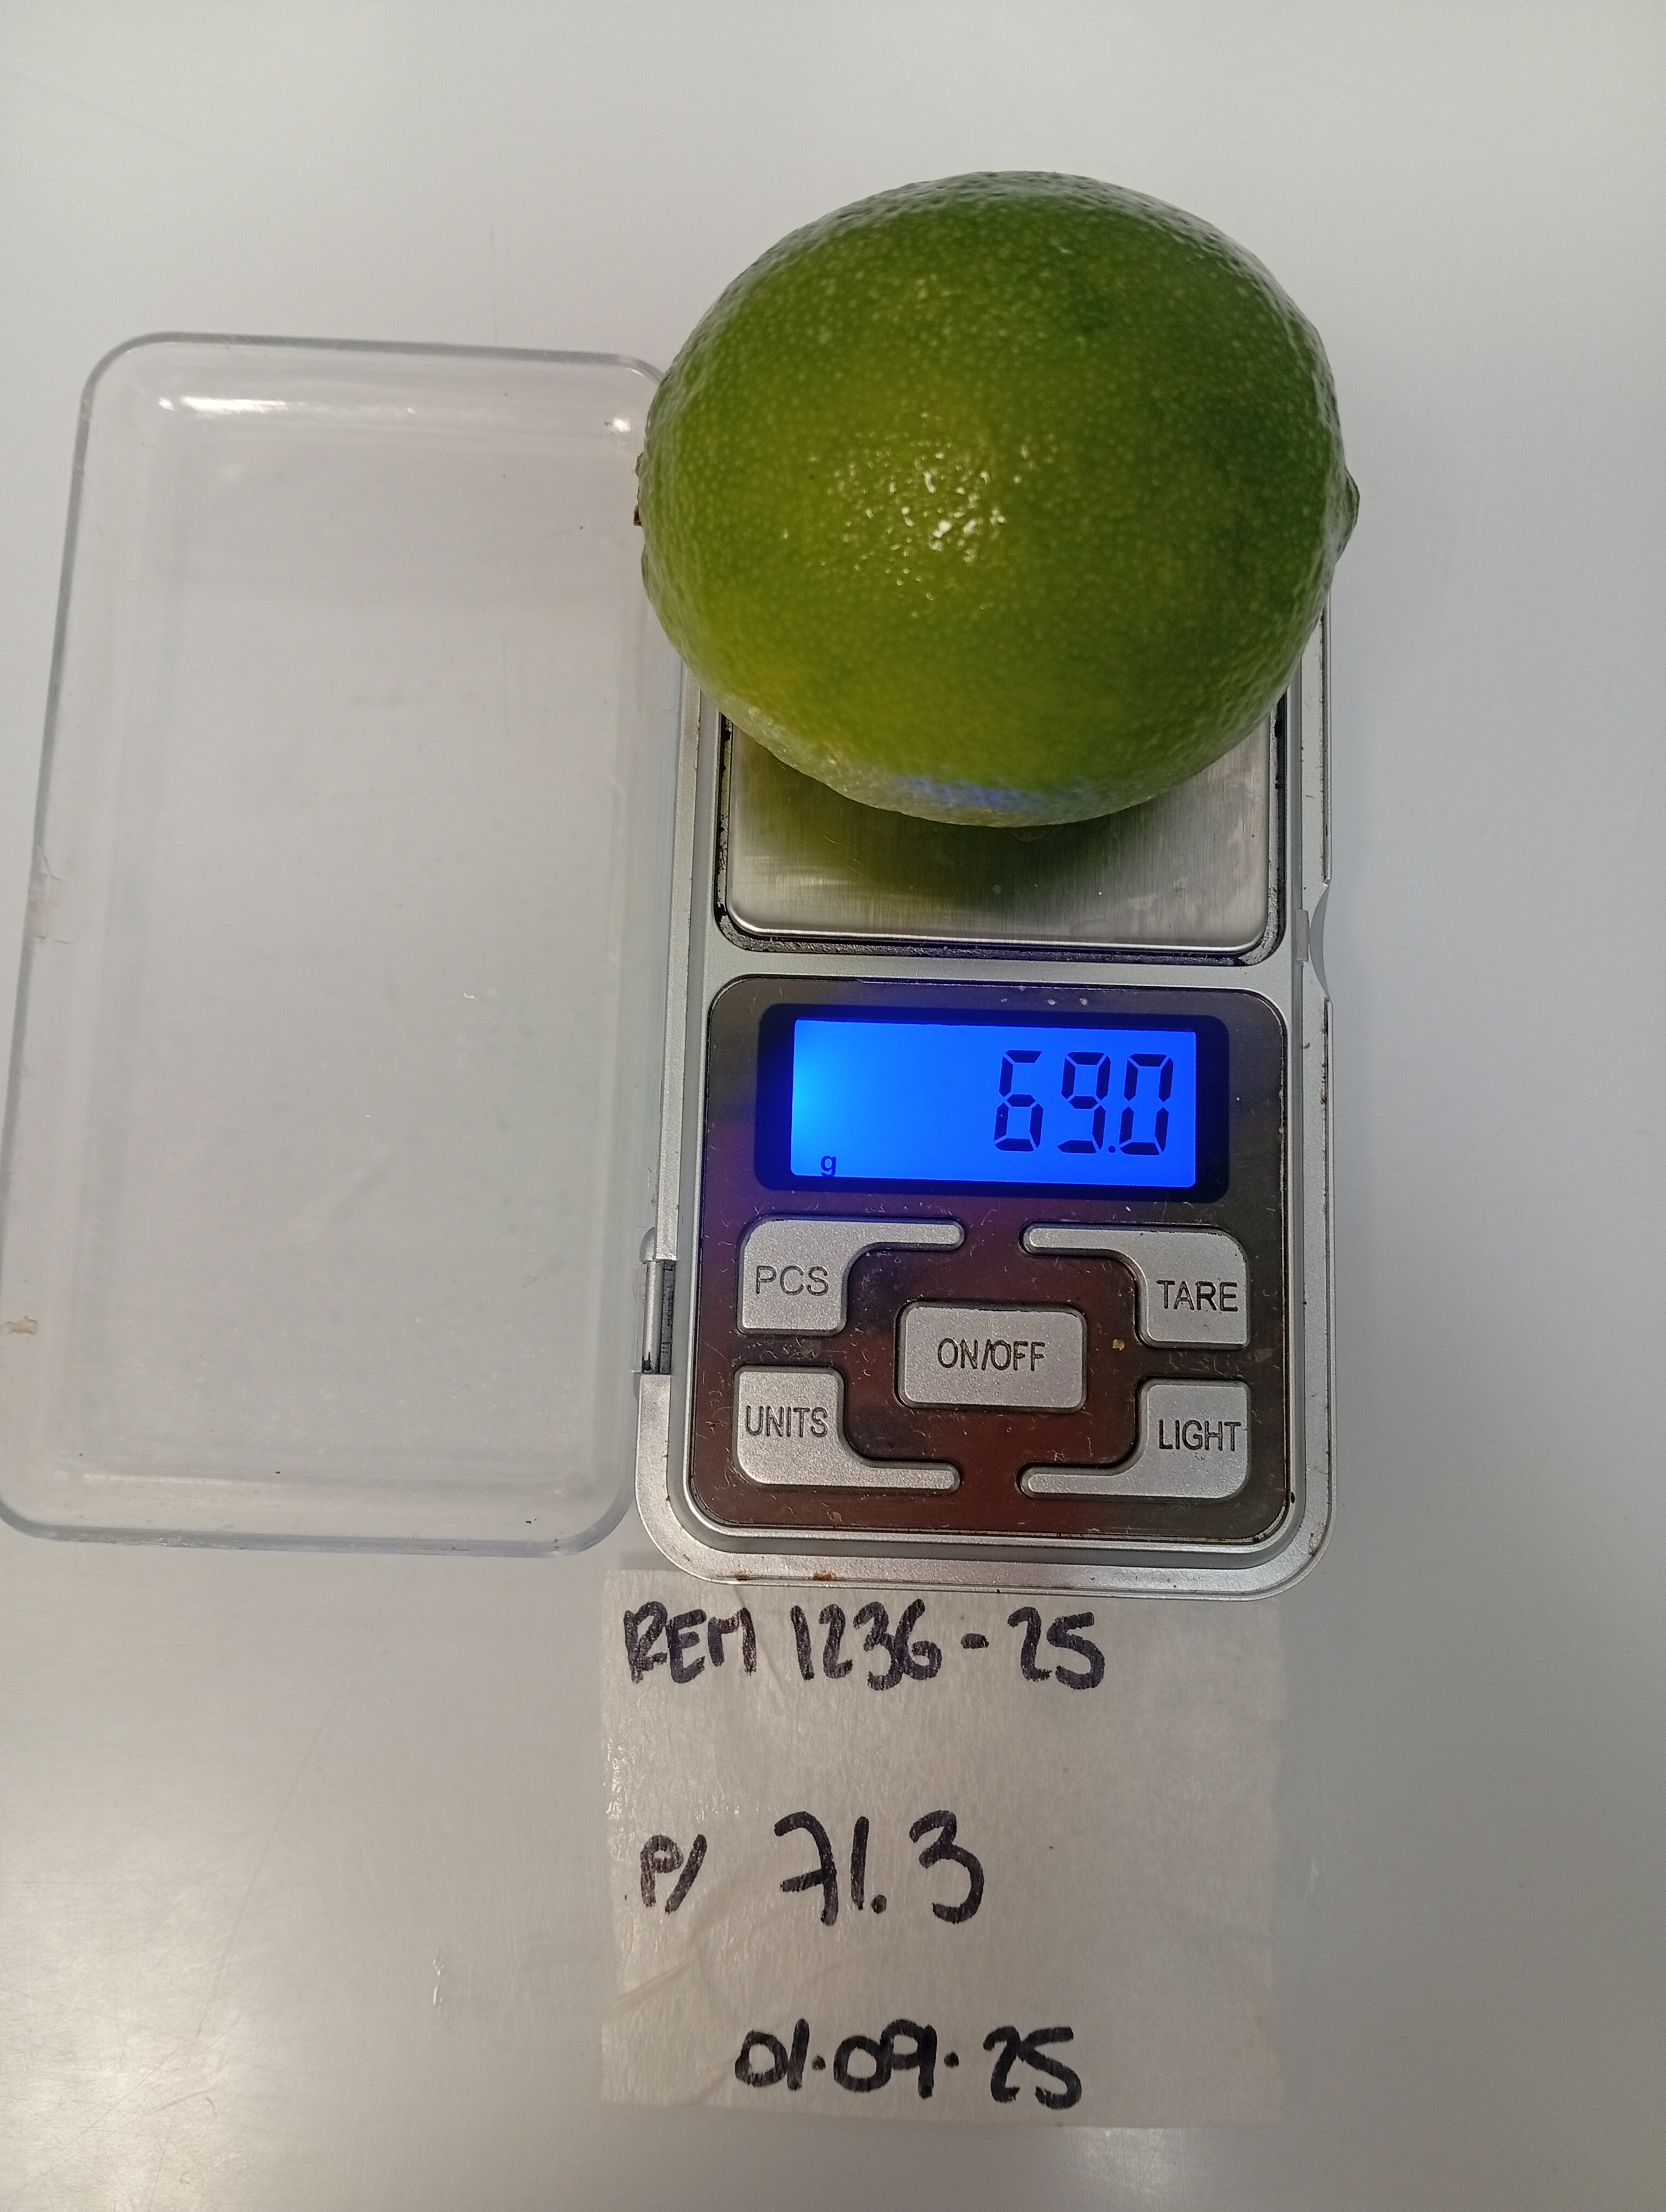 69.0
g
PCS
TARE
ON/OFF
UNITS
LIGHT
REM 1236-25
P/ 71.3
01.09.25